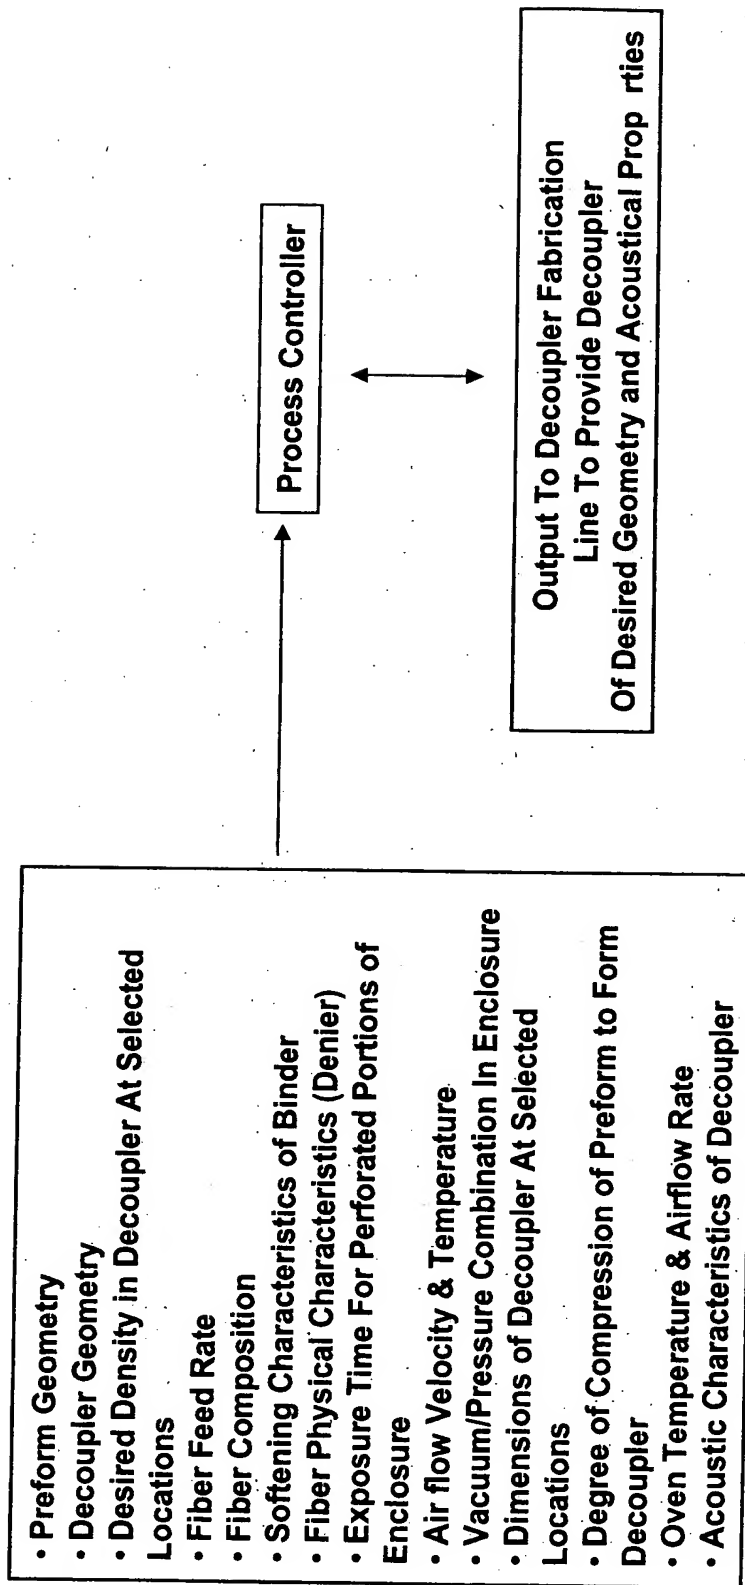 • Preform Geometry
• Decoupler Geometry
• Desired Density in Decoupler At Selected
Locations
• Fiber Feed Rate
• Fiber Composition
• Softening Characteristics of Binder
• Fiber Physical Characteristics (Denier)
• Exposure Time For Perforated Portions of
Enclosure
• Air flow Velocity & Temperature
• Vacuum/Pressure Combination In Enclosure
• Dimensions of Decoupler At Selected
Locations
• Degree of Compression of Preform to Form
Decoupler
• Oven Temperature & Airflow Rate
• Acoustic Characteristics of Decoupler
Process Controller
Output To Decoupler Fabrication
Line To Provide Decoupler
Of Desired Geometry and Acoustical Prop rties